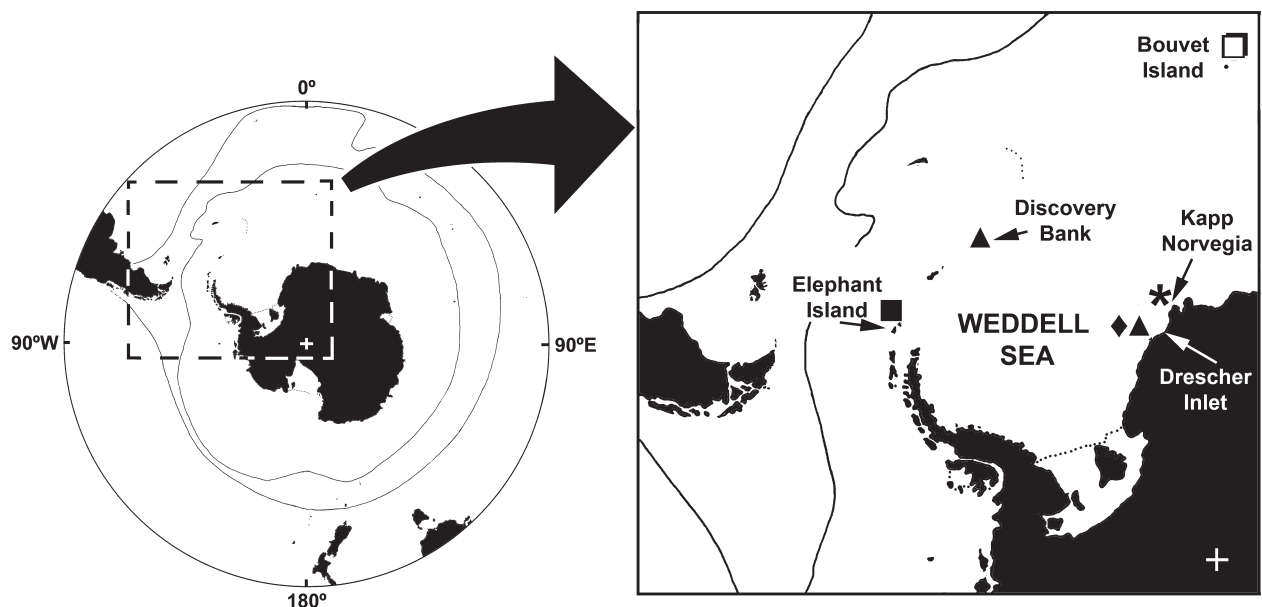 0º
90ºW
90ºE
180º
Bouvet
Island
Discovery
Bank
Kapp
Norvegia
Elephant
Island
WEDDELL
SEA
Drescher
Inlet